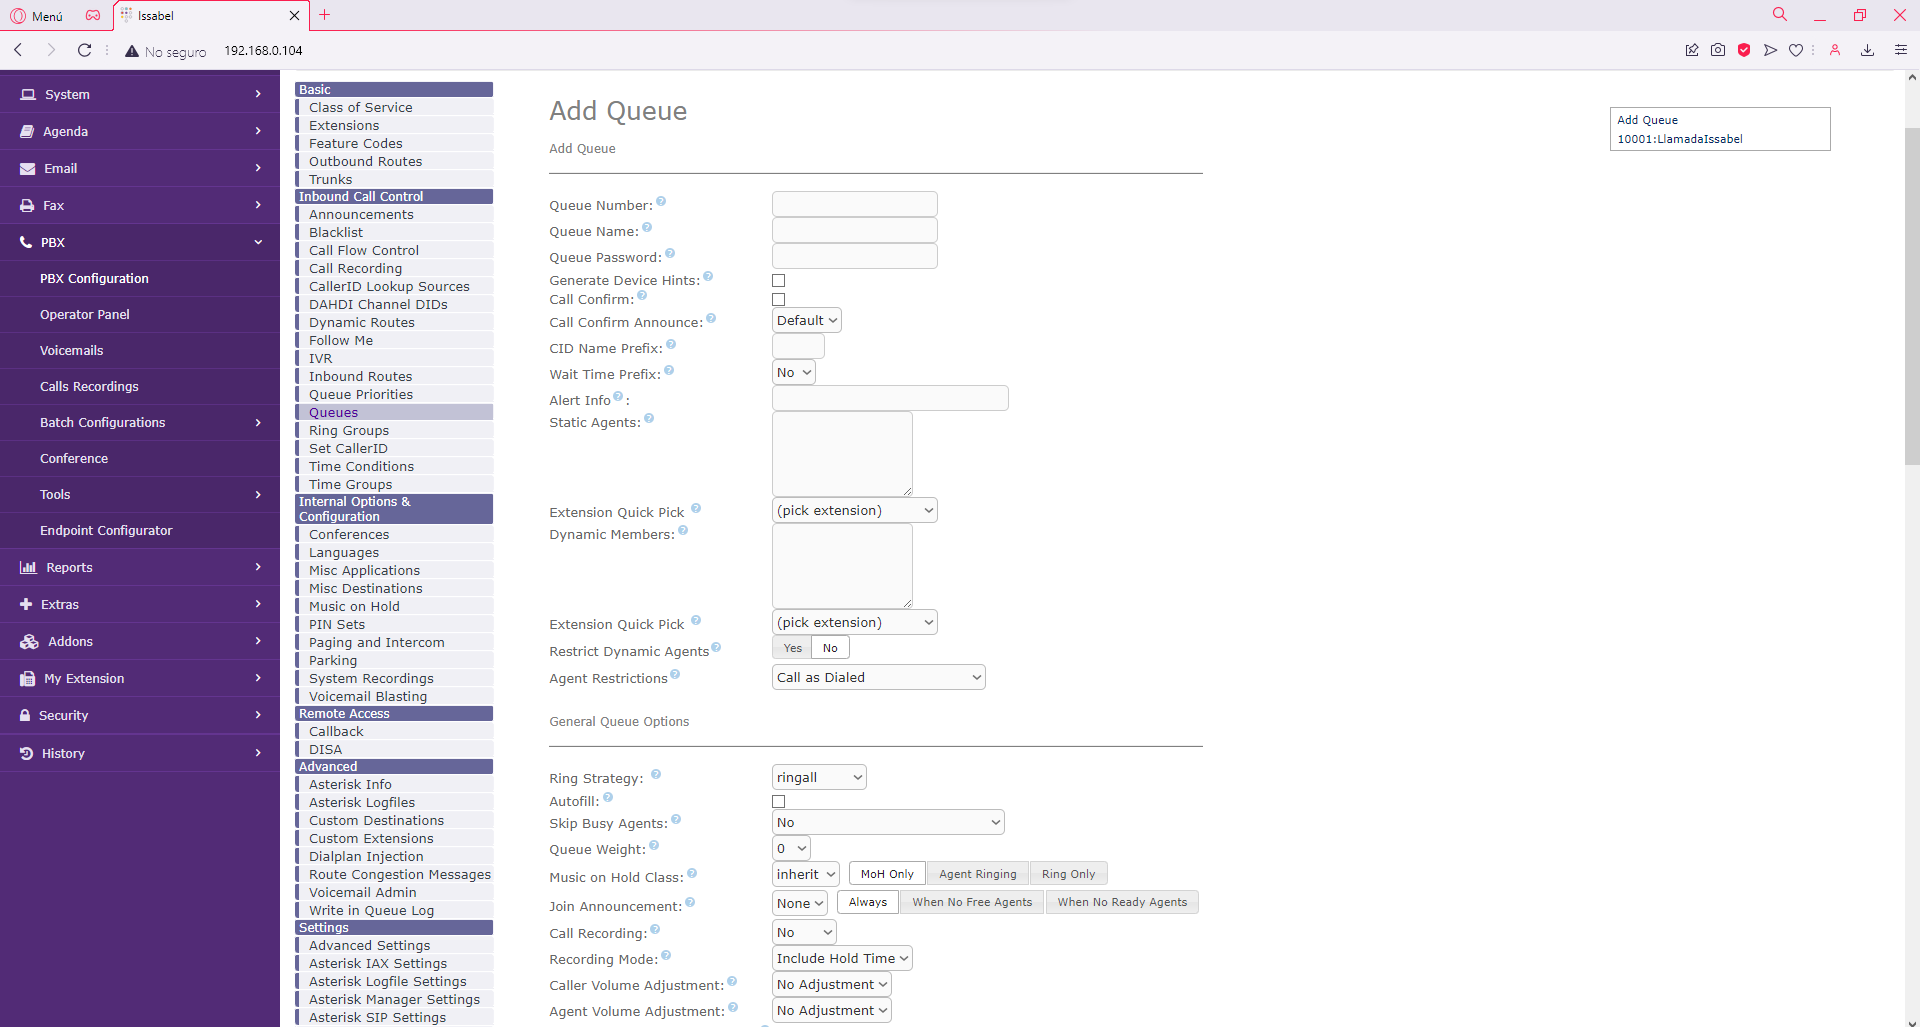 Menú
Issabel
No seguro
192.168.0.104
System
Agenda
Email
Fax
PBX
PBX Configuration
Operator Panel
Voicemails
Calls Recordings
Batch Configurations
Conference
Tools
Endpoint Configurator
Reports
Extras
Addons
My Extension
Security
History
Basic
Class of Service
Extensions
Feature Codes
Outbound Routes
Trunks
Inbound Call Control
Announcements
Blacklist
Call Flow Control
Call Recording
CallerID Lookup Sources
DAHDI Channel DIDs
Dynamic Routes
Follow Me
IVR
Inbound Routes
Queue Priorities
Queues
Ring Groups
Set CallerID
Time Conditions
Time Groups
Internal Options &
Configuration
Conferences
Languages
Misc Applications
Misc Destinations
Music on Hold
PIN Sets
Paging and Intercom
Parking
System Recordings
Voicemail Blasting
Remote Access
Callback
DISA
Advanced
Asterisk Info
Asterisk Logfiles
Custom Destinations
Custom Extensions
Dialplan Injection
Route Congestion Messages
Voicemail Admin
Write in Queue Log
Settings
Advanced Settings
Asterisk IAX Settings
Asterisk Logfile Settings
Asterisk Manager Settings
Asterisk SIP Settings
Add Queue
Add Queue
Queue Number:
Queue Name:
Queue Password:
Generate Device Hints:
Call Confirm:
Call Confirm Announce: Default
CID Name Prefix:
Wait Time Prefix: No
Alert Info :
Static Agents:
Extension Quick Pick (pick extension)
Dynamic Members:
Extension Quick Pick (pick extension)
Restrict Dynamic Agents Yes No
Agent Restrictions Call as Dialed
General Queue Options
Ring Strategy: ringall
Autofill:
Skip Busy Agents: No
Queue Weight: 0
Music on Hold Class: inherit MoH Only Agent Ringing Ring Only
Join Announcement: None Always When No Free Agents When No Ready Agents
Call Recording: No
Recording Mode: Include Hold Time
Caller Volume Adjustment: No Adjustment
Agent Volume Adjustment: No Adjustment
Add Queue
10001:LlamadaIssabel